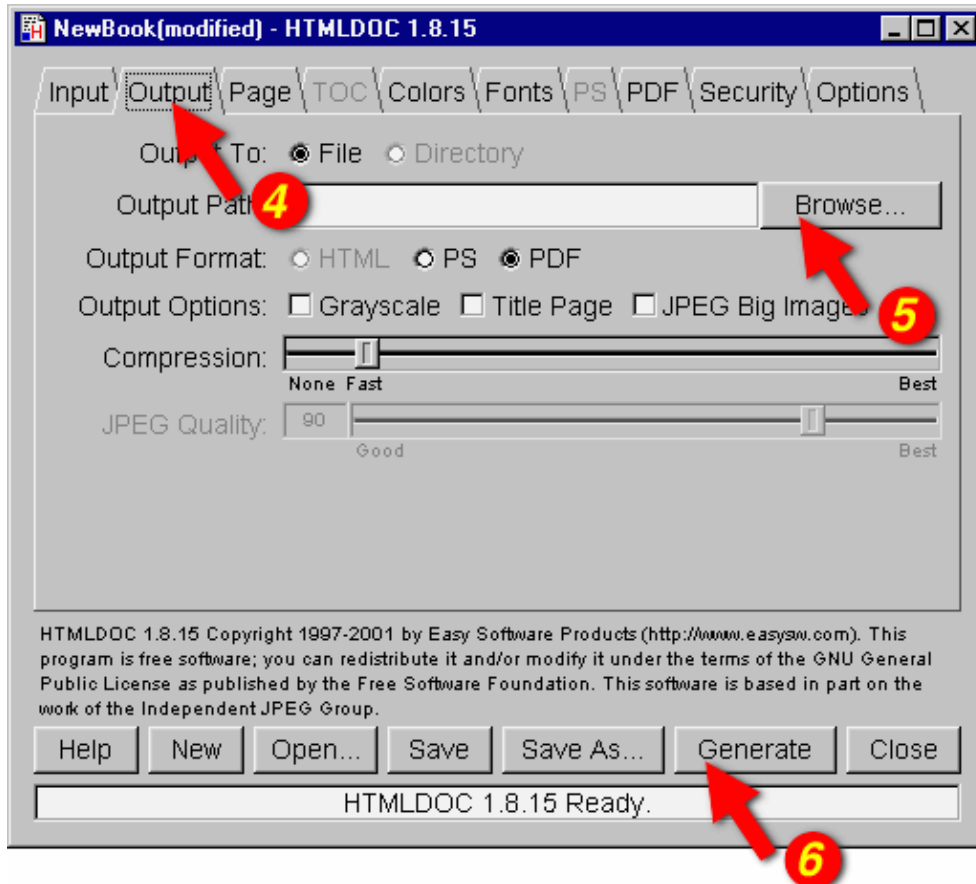 NewBook(modified) - HTMLDOC 1.8.15
Input Output Page TOC Colors Fonts PS PDF Security Options
Output To: File Directory
Output Path 4 Browse...
Output Format: HTML PS PDF
Output Options: Grayscale Title Page JPEG Big Images 5
Compression:
None Fast Best
JPEG Quality: 90
Good Best
HTMLDOC 1.8.15 Copyright 1997-2001 by Easy Software Products (http://www.easysw.com). This
program is free software; you can redistribute it and/or modify it under the terms of the GNU General
Public License as published by the Free Software Foundation. This software is based in part on the
work of the Independent JPEG Group.
Help New Open... Save Save As... Generate Close
HTMLDOC 1.8.15 Ready.
6